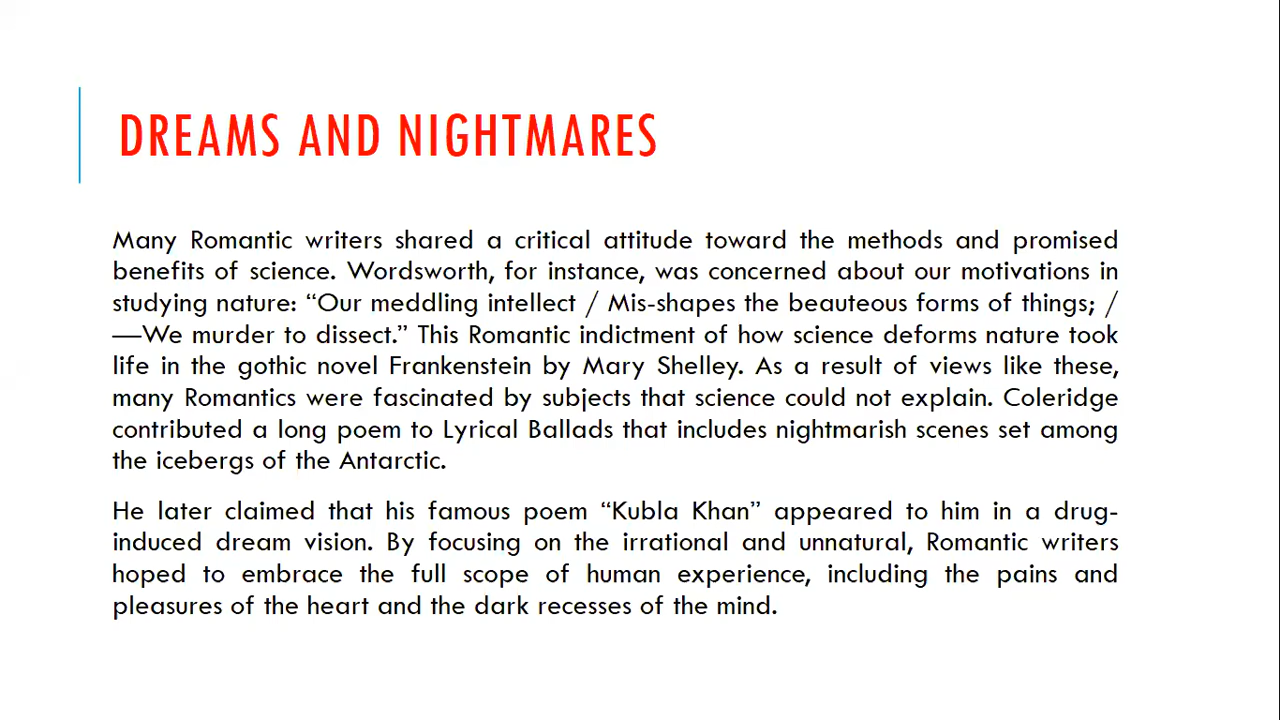 DREAMS AND NIGHTMARES
Many Romantic writers shared a critical attitude toward the methods and promised
benefits of science. Wordsworth, for instance, was concerned about our motivations in
studying nature: “Our meddling intellect / Mis-shapes the beauteous forms of things; /
—We murder to dissect.” This Romantic indictment of how science deforms nature took
life in the gothic novel Frankenstein by Mary Shelley. As a result of views like these,
many Romantics were fascinated by subjects that science could not explain. Coleridge
contributed a long poem to Lyrical Ballads that includes nightmarish scenes set among
the icebergs of the Antarctic.
He later claimed that his famous poem “Kubla Khan” appeared to him in a drug-
induced dream vision. By focusing on the irrational and unnatural, Romantic writers
hoped to embrace the full scope of human experience, including the pains and
pleasures of the heart and the dark recesses of the mind.